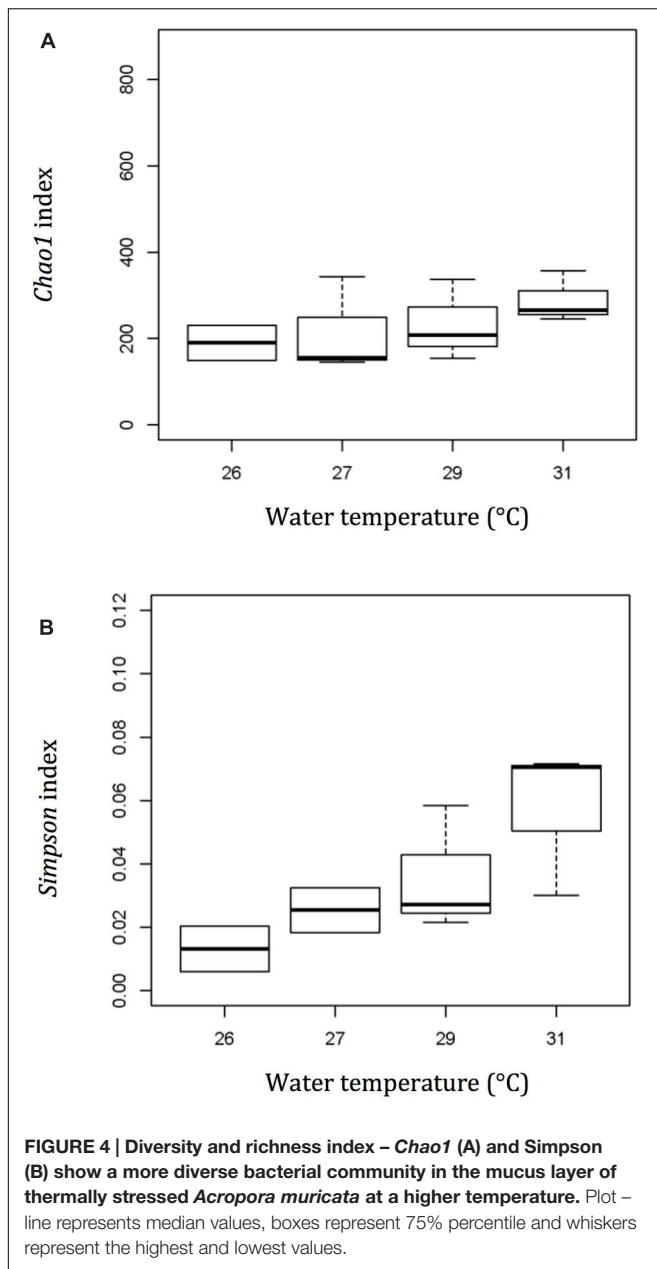 A
800
600
400
200
0
Chao1 index
26 27 29 31
Water temperature (°C)
B
0.12
0.10
0.08
0.06
0.04
0.02
0.00
Simpson index
26 27 29 31
Water temperature (°C)
FIGURE 4 | Diversity and richness index – Chao1 (A) and Simpson
(B) show a more diverse bacterial community in the mucus layer of
thermally stressed Acropora muricata at a higher temperature. Plot –
line represents median values, boxes represent 75% percentile and whiskers
represent the highest and lowest values.